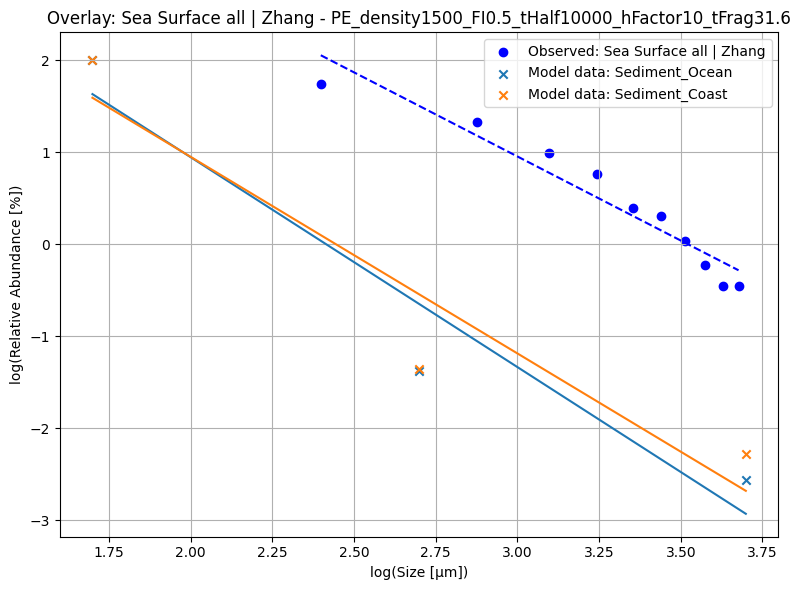 Overlay: Sea Surface all | Zhang - PE_density1500_FI0.5_tHalf10000_hFactor10_tFrag31.6
Observed: Sea Surface all | Zhang
Model data: Sediment_Ocean
Model data: Sediment_Coast
log(Relative Abundance [%])
2
1
0
−1
−2
−3
1.75 2.00 2.25 2.50 2.75 3.00 3.25 3.50 3.75
log(Size [μm])